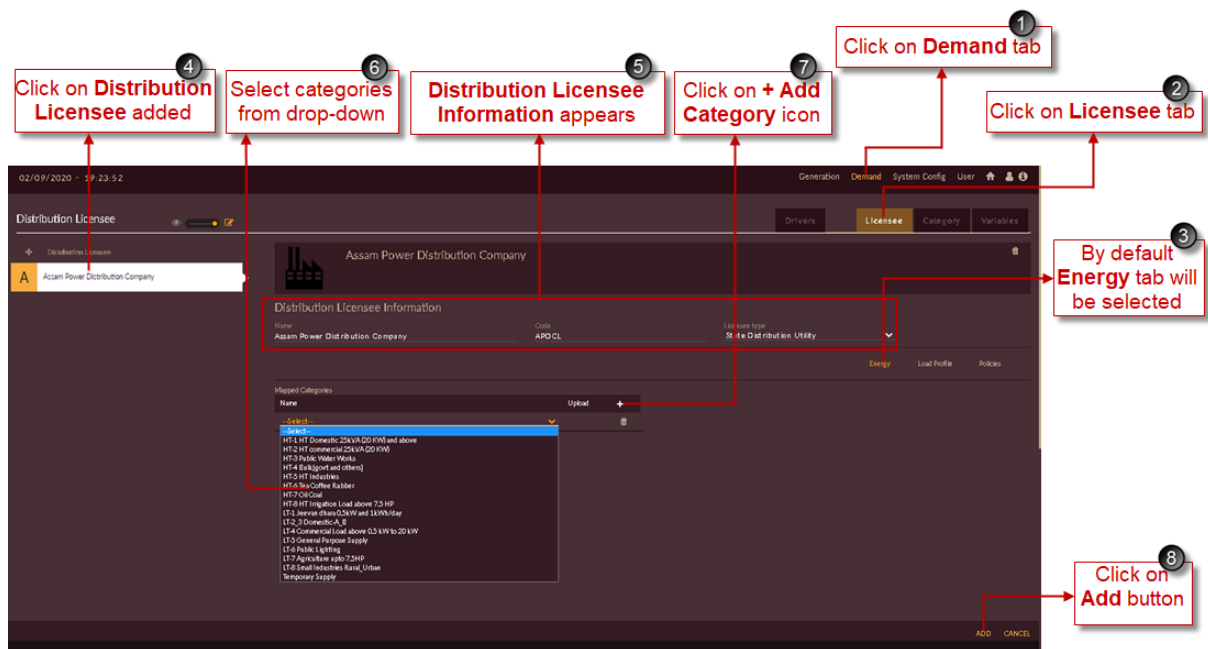 1
Click on Demand tab
4
Click on Distribution
Licensee added
6
Select categories
from drop-down
5
Distribution Licensee
Information appears
7
Click on + Add
Category icon
2
Click on Licensee tab
02/09/2020 - 19:23:52
Generation Demand System Config User
Distribution Licensee
Drivers Licensee Category Variables
3
By default
Energy tab will
be selected
Distribution Licensee
A Assam Power Distribution Company
Assam Power Distribution Company
Distribution Licensee Information
Name Code Licensee type
Assam Power Distribution Company APDCL State Distribution Utility
Energy Load Profile Policies
Mapped Categories
Name Upload +
--Select--
--Select--
HT-1 HT Domestic 25kVA (20 KW) and above
HT-2 HT commercial 25kVA (20 KW)
HT-3 Public Water Works
HT-4 Bulk(govt and others)
HT-5 HT Industries
HT-6 Tea Coffee Rubber
HT-7 Oil Coal
HT-8 HT Irrigation Load above 7.5 HP
LT-1 Jeevan dhara 0.5kW and 1kWh/day
LT-2_3 Domestic-A_B
LT-4 Commercial Load above 0.5 kW to 20 kW
LT-5 General Purpose Supply
LT-6 Public Lighting
LT-7 Agriculture upto 7.5HP
LT-8 Small Industries Rural_Urban
Temporary Supply
8
Click on
Add button
ADD CANCEL